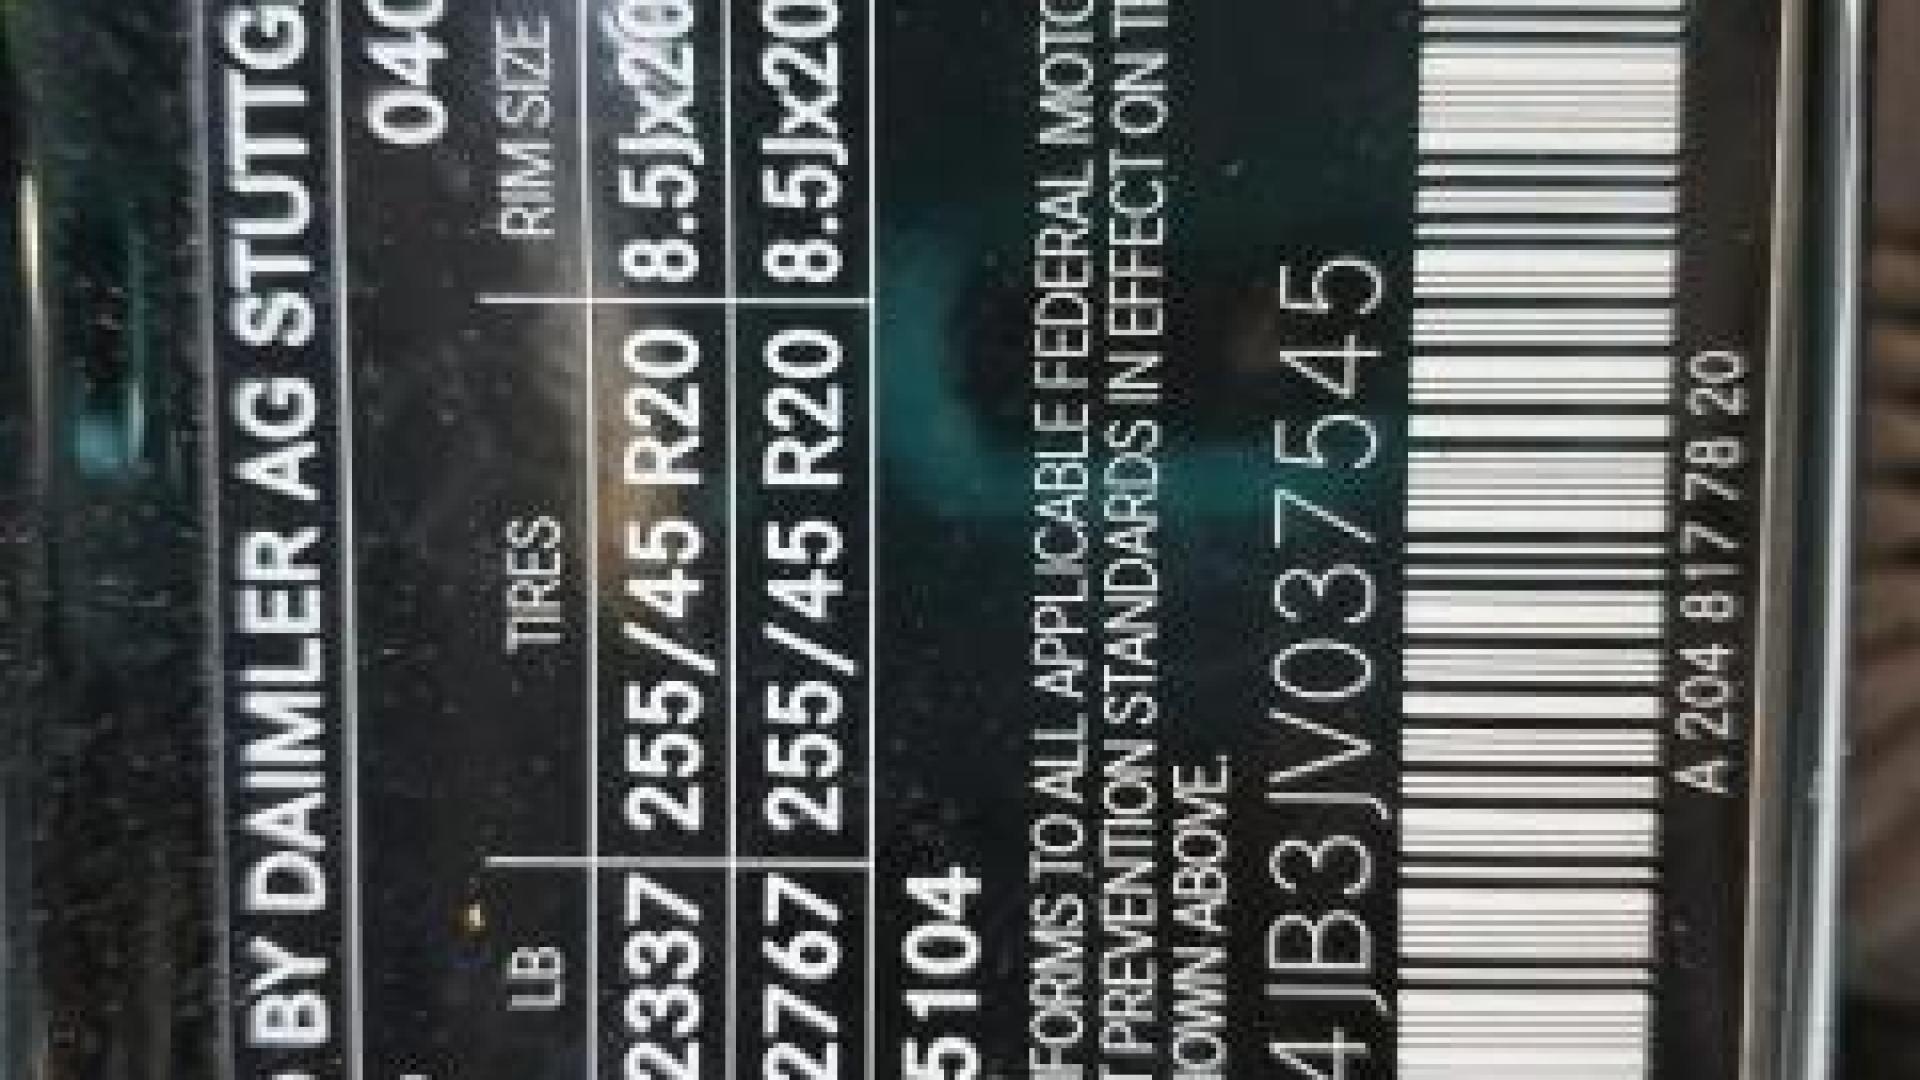 BY DAIMLER AG STUTTG
040
LB TIRES RIM SIZE
2337 255/45 R20 8.5Jx20
2767 255/45 R20 8.5Jx20
5104
FORMS TO ALL APPLICABLE FEDERAL MOTO
T PREVENTION STANDARDS IN EFFECT ON TH
OWN ABOVE.
4JB3JV037545
A 204 817 78 20